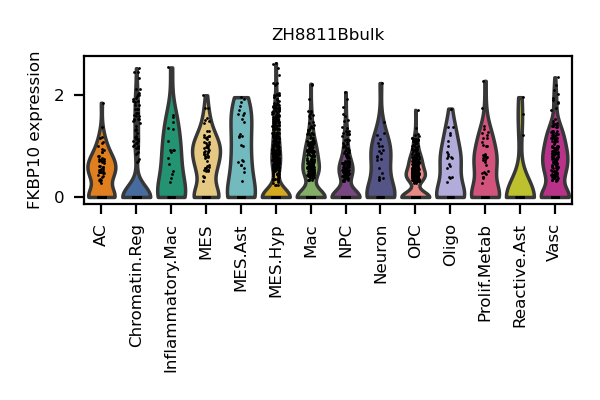 ZH8811Bbulk
FKBP10 expression
2
0
AC
Chromatin.Reg
Inflammatory.Mac
MES
MES.Ast
MES.Hyp
Mac
NPC
Neuron
OPC
Oligo
Prolif.Metab
Reactive.Ast
Vasc